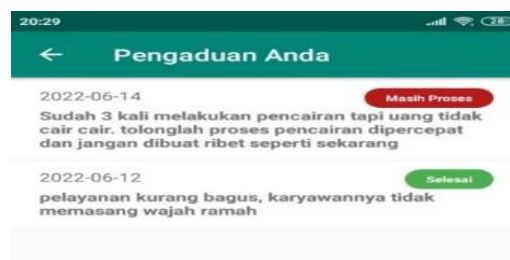 20:29
28
Pengaduan Anda
2022-06-14
Masih Proses
Sudah 3 kali melakukan pencairan tapi uang tidak
cair cair. tolonglah proses pencairan dipercepat
dan jangan dibuat ribet seperti sekarang
2022-06-12
Selesai
pelayanan kurang bagus, karyawannya tidak
memasang wajah ramah